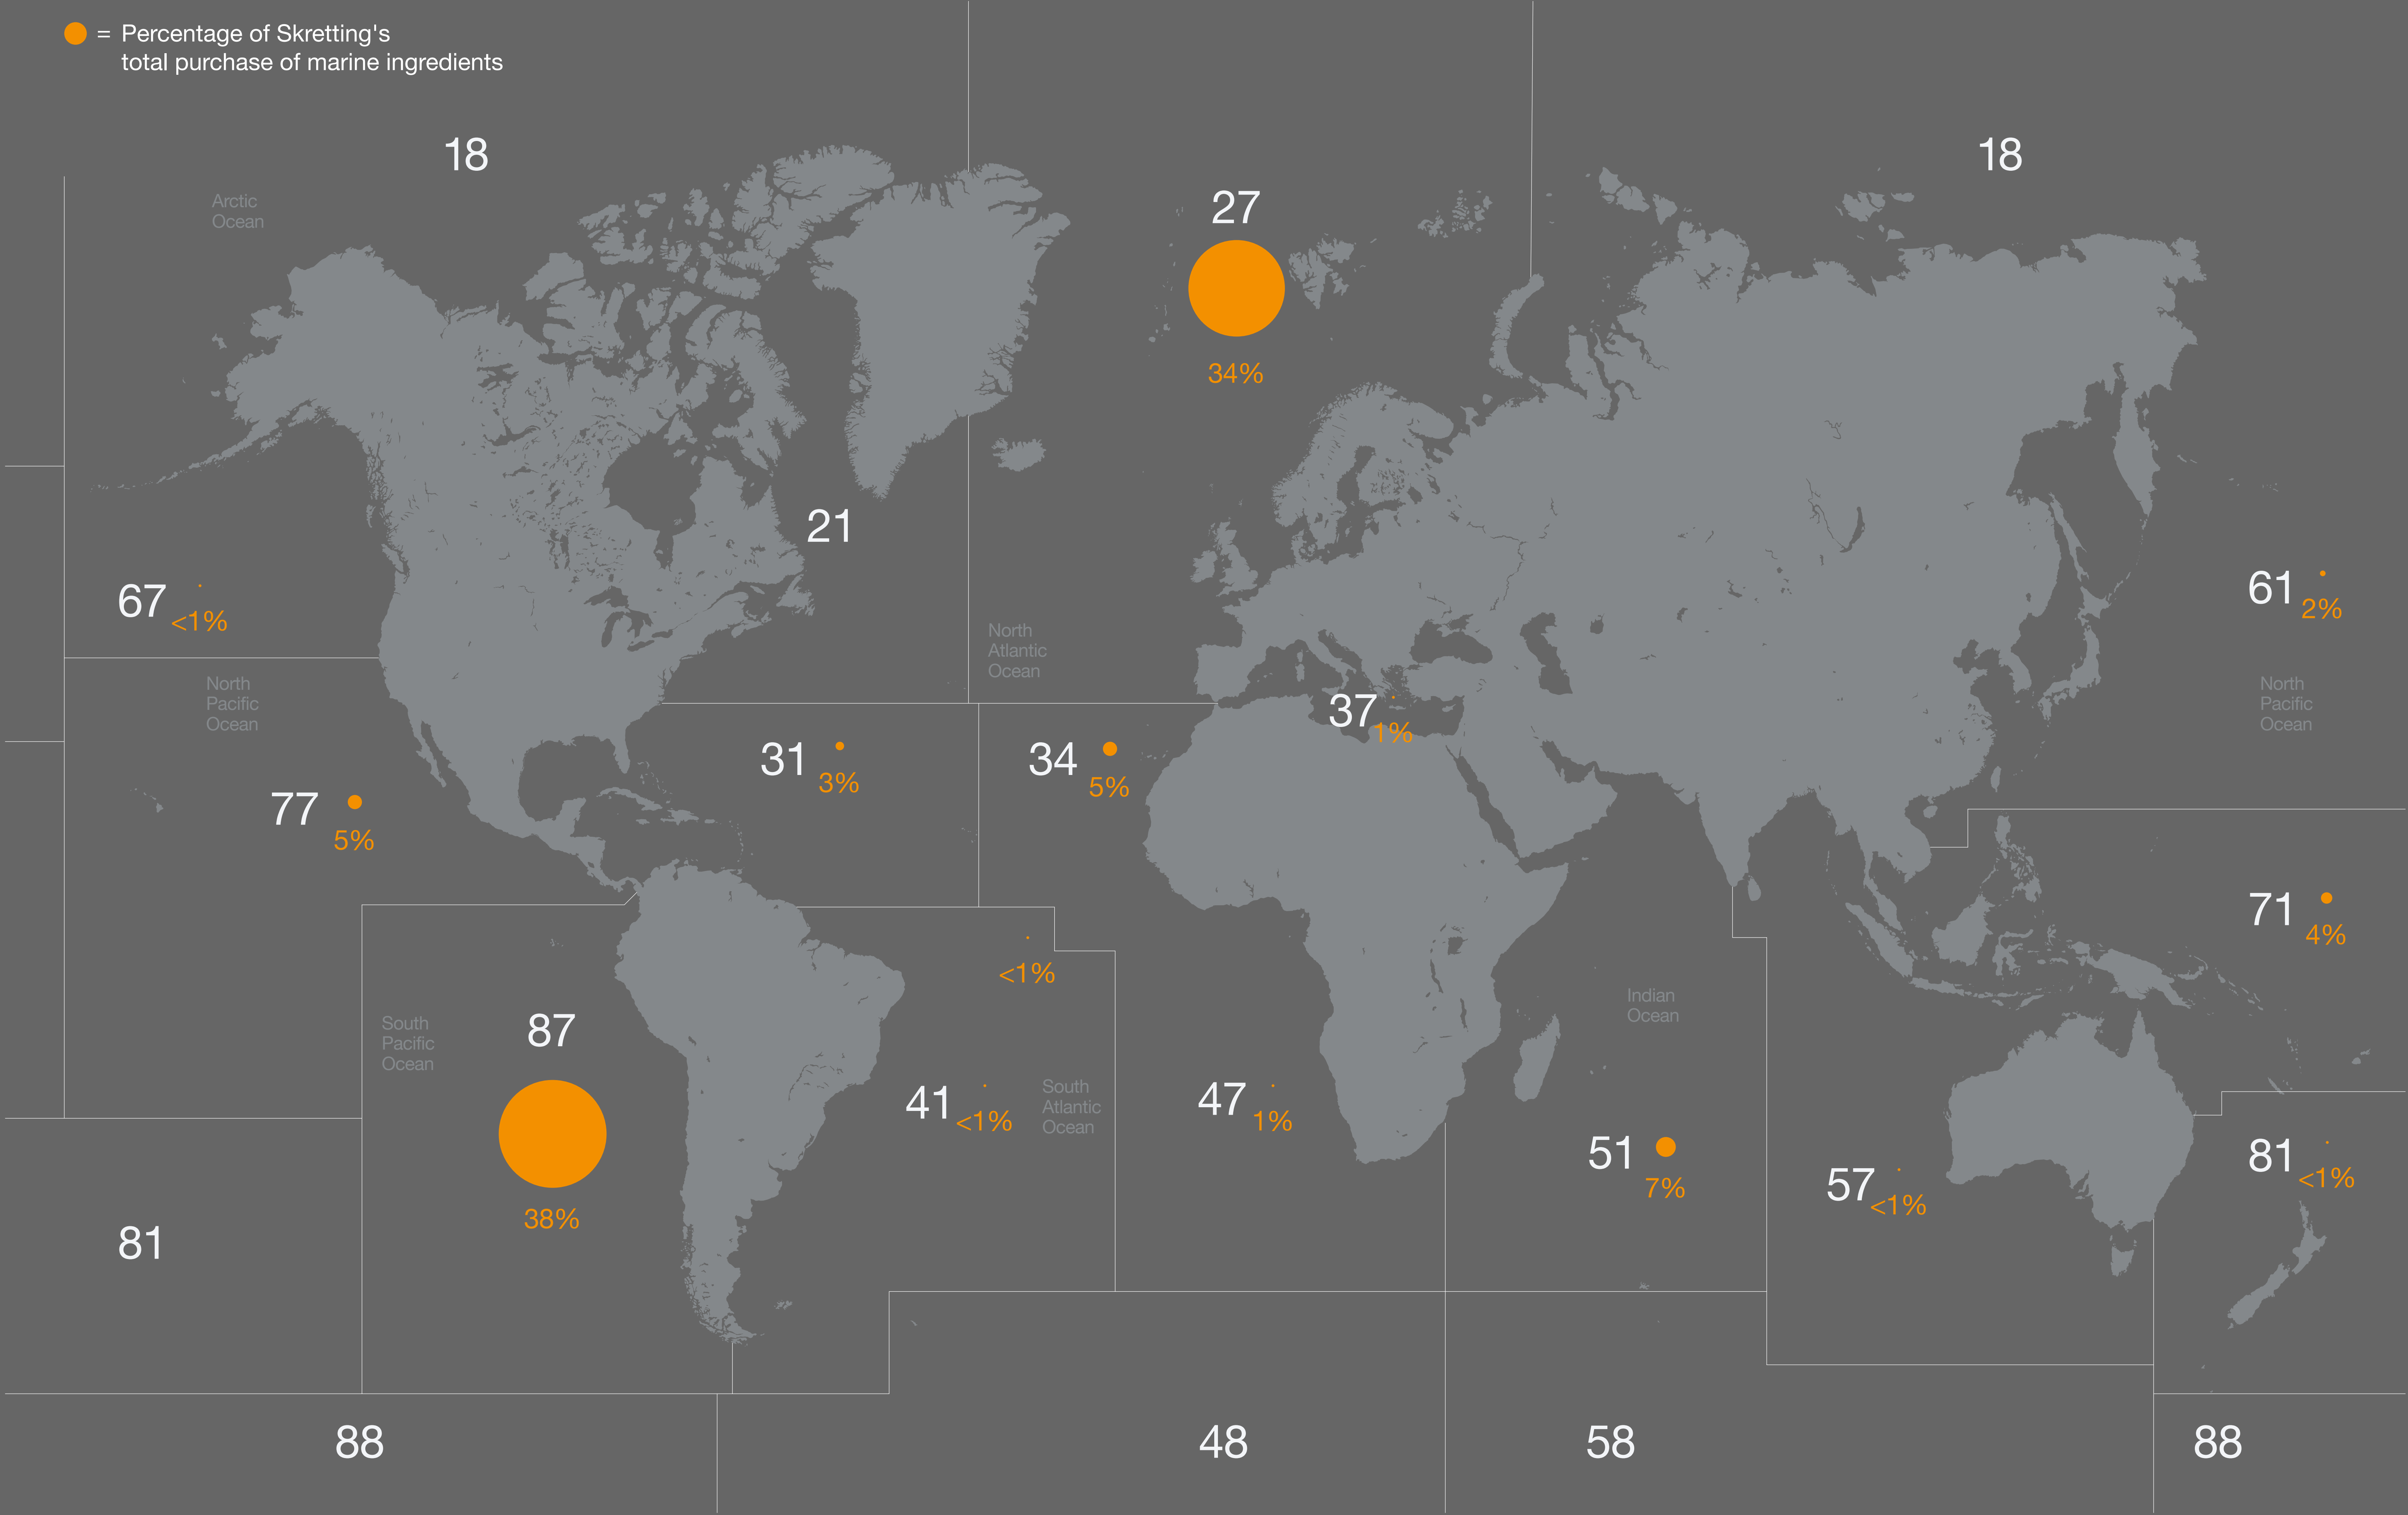 = Percentage of Skretting's
total purchase of marine ingredients
18
18
Arctic
Ocean
27
34%
21
67
<1%
61
2%
North
Atlantic
Ocean
North
Pacific
Ocean
North
Pacific
Ocean
37
1%
31
3%
34
5%
77
5%
71
4%
<1%
Indian
Ocean
South
Pacific
Ocean
87
38%
41
<1%
South
Atlantic
Ocean
47
1%
51
7%
57
<1%
81
<1%
81
88
48
58
88